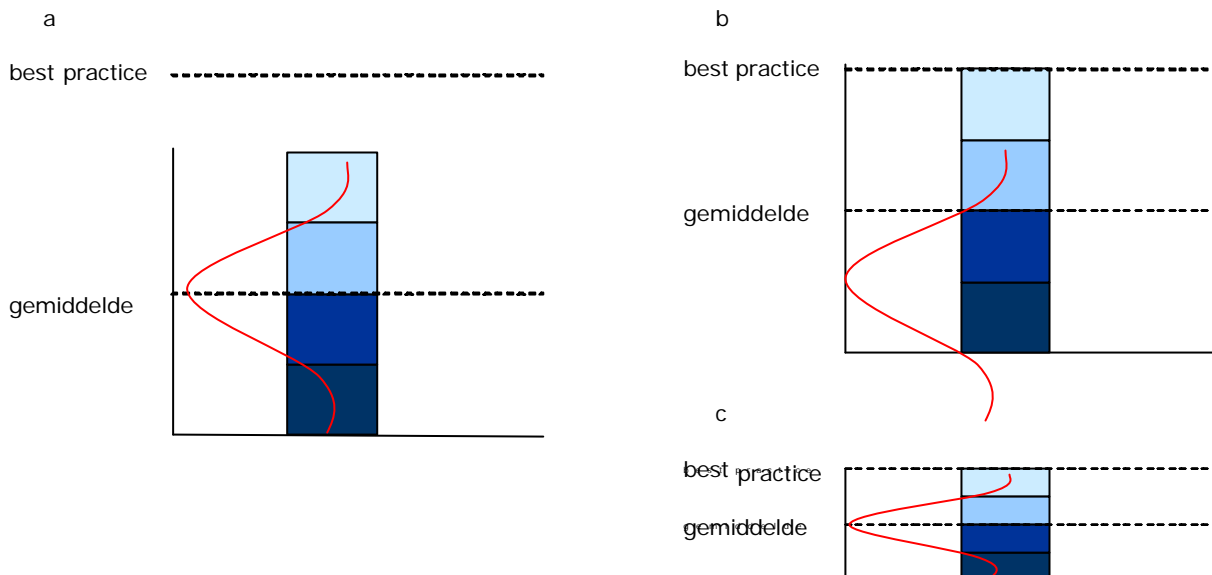 a
best practice
gemiddelde
b
best practice
gemiddelde
c
best practice
gemiddelde